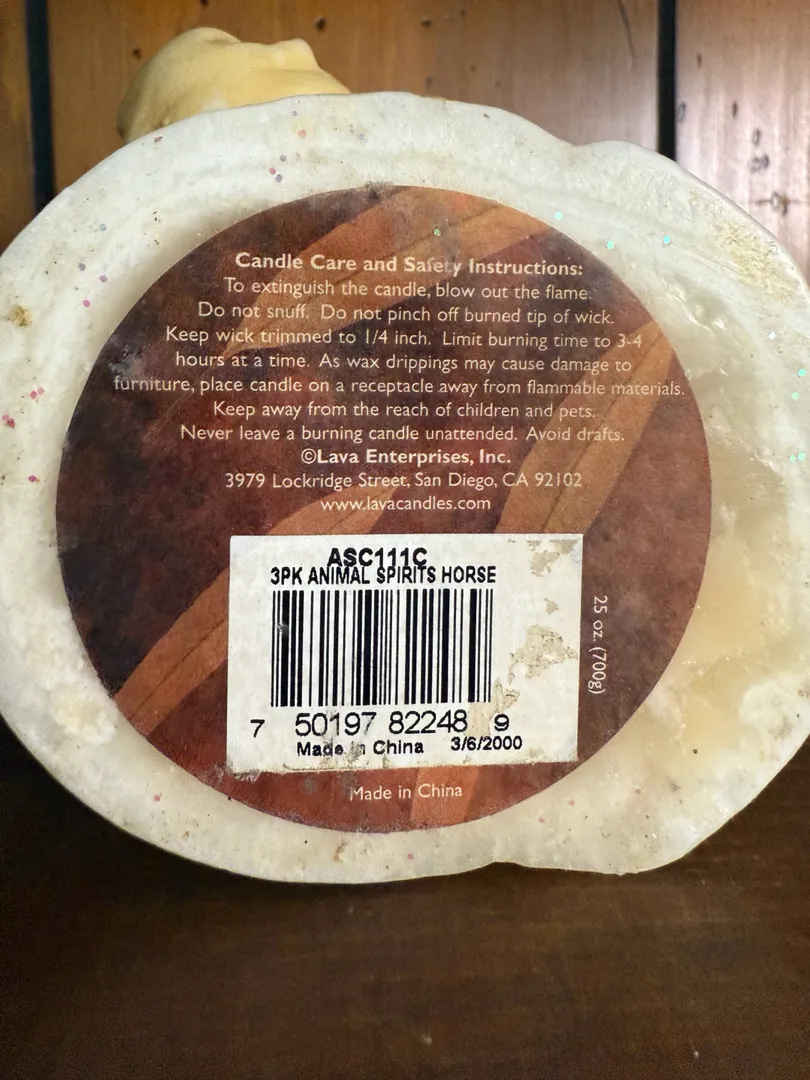 Candle Care and Safety Instructions:
To extinguish the candle, blow out the flame.
Do not snuff. Do not pinch off burned tip of wick.
Keep wick trimmed to 1/4 inch. Limit burning time to 3-4
hours at a time. As wax drippings may cause damage to
furniture, place candle on a receptacle away from flammable materials.
Keep away from the reach of children and pets.
Never leave a burning candle unattended. Avoid drafts.
©Lava Enterprises, Inc.
3979 Lockridge Street, San Diego, CA 92102
www.lavacandles.com
ASC111C
3PK ANIMAL SPIRITS HORSE
7 50197 82248 9
Made in China 3/6/2000
25 oz. (700g)
Made in China